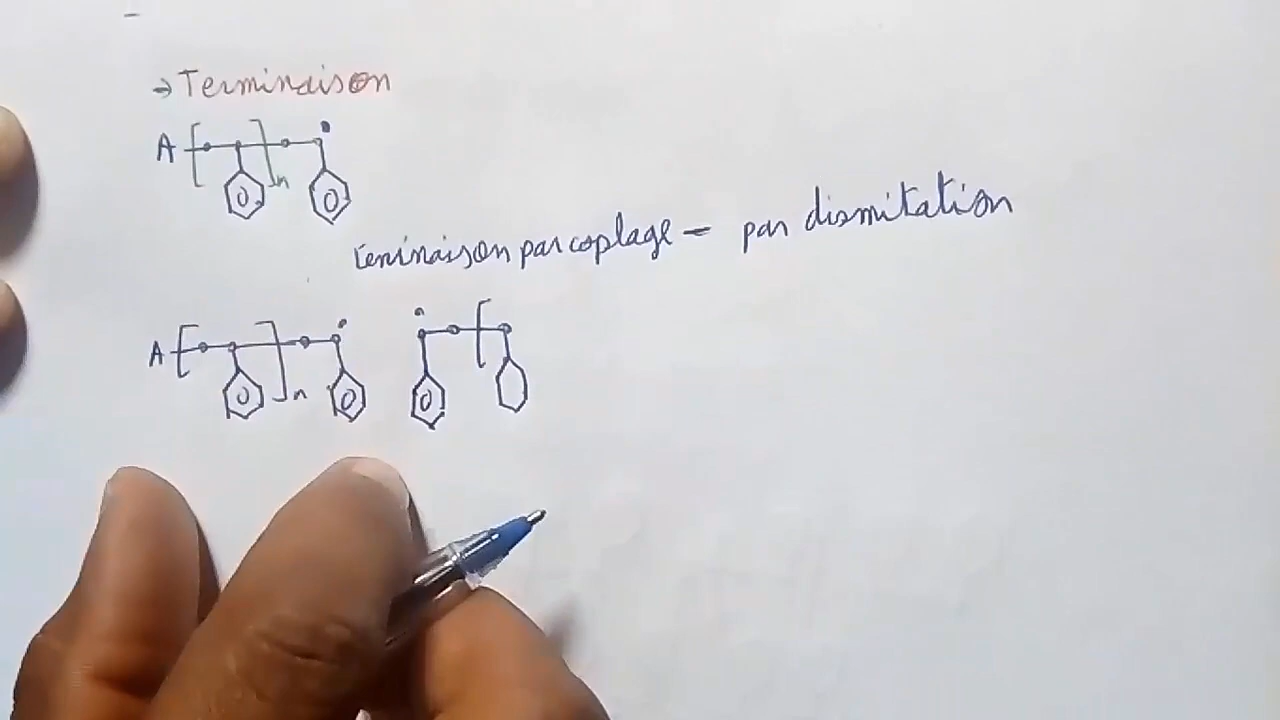 → Terminaison
A [ ]n
terminaison par coplage - par dismitation
A [ ]n [